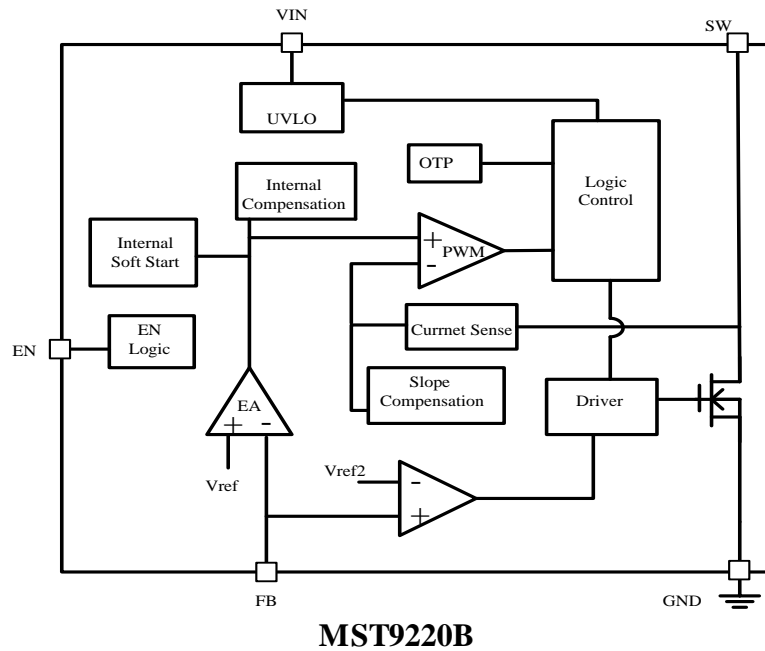 VIN
SW
UVLO
OTP
Logic
Control
Internal
Compensation
Internal
Soft Start
+
PWM
-
Currnet Sense
EN
EN
Logic
Slope
Compensation
Driver
EA
+ -
Vref
Vref2
-
+
FB
GND
MST9220B